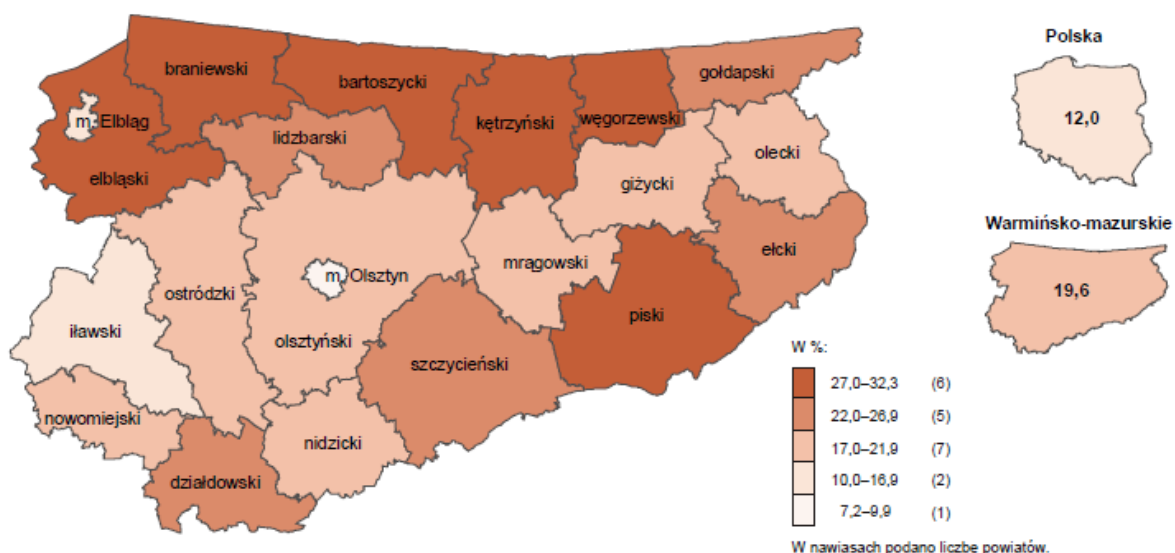 Polska
12,0
Warmińsko-mazurskie
19,6
braniewski
bartoszycki
gołdapski
m. Elbląg
kętrzyński
węgorzewski
lidzbarski
olecki
elbląski
giżycki
ełcki
mrągowski
m. Olsztyn
ostródzki
iławski
piski
olsztyński
szczycieński
nowomiejski
nidzicki
działdowski
W %:
27,0–32,3 (6)
22,0–26,9 (5)
17,0–21,9 (7)
10,0–16,9 (2)
7,2–9,9 (1)
W nawiasach podano liczbę powiatów.